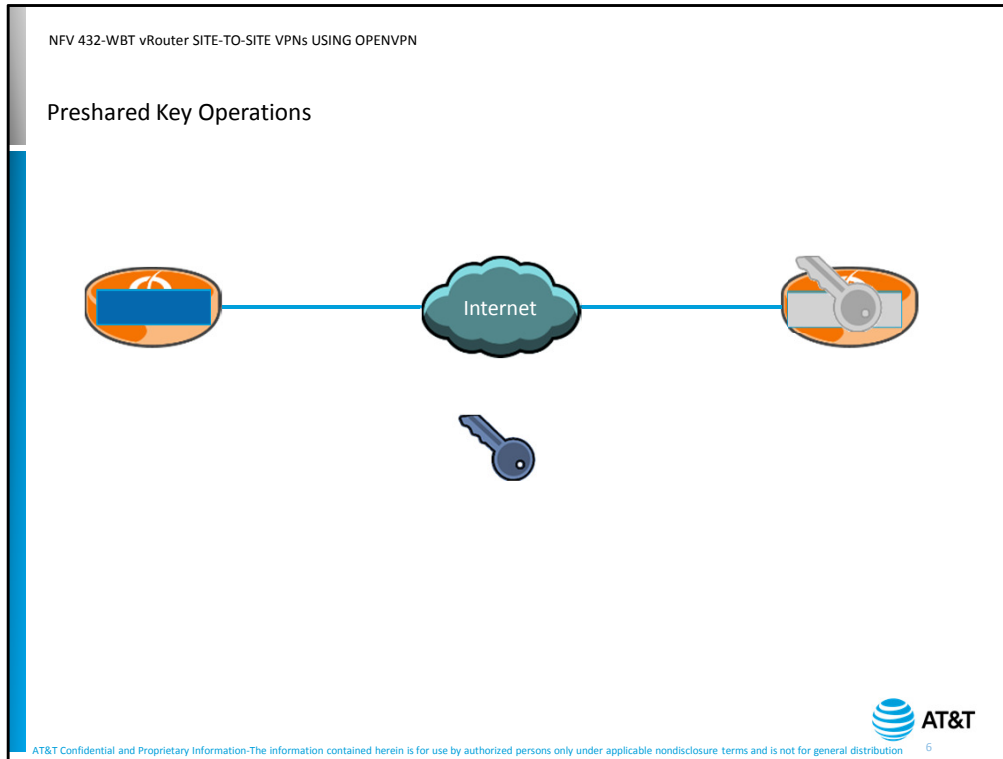 NFV 432-WBT vRouter SITE-TO-SITE VPNs USING OPENVPN
Preshared Key Operations
Internet
AT&T
AT&T Confidential and Proprietary Information-The information contained herein is for use by authorized persons only under applicable nondisclosure terms and is not for general distribution
6